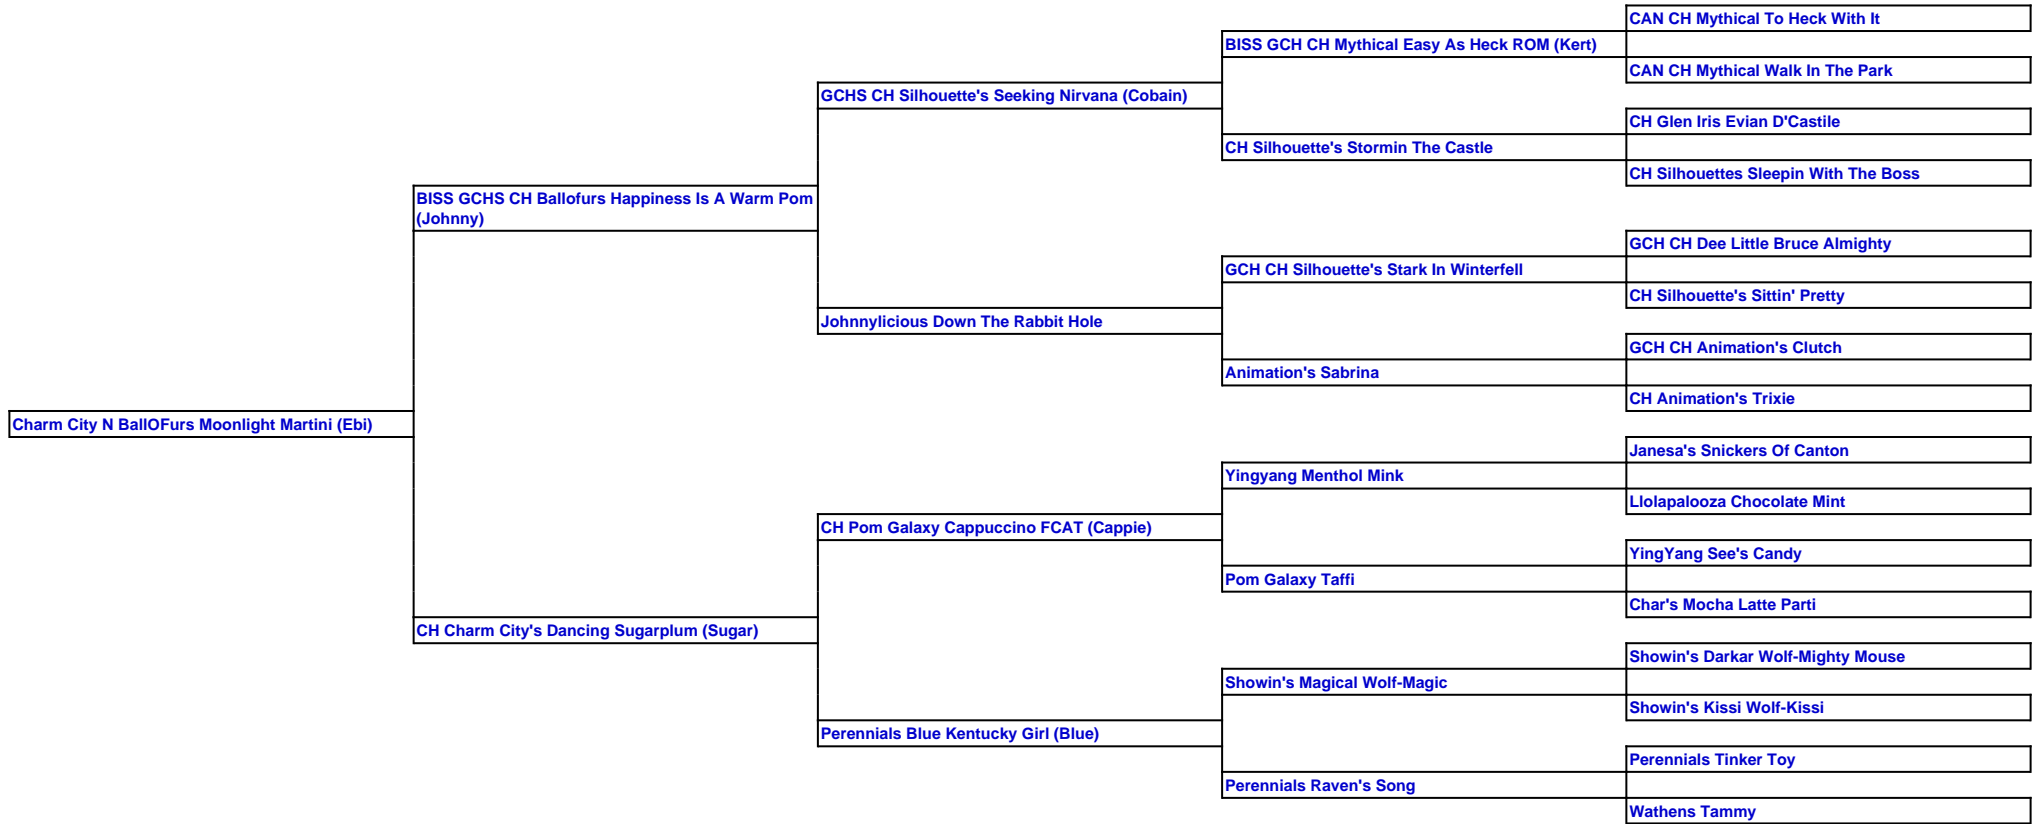 CAN CH Mythical To Heck With It
BISS GCH CH Mythical Easy As Heck ROM (Kert)
CAN CH Mythical Walk In The Park
GCHS CH Silhouette's Seeking Nirvana (Cobain)
CH Glen Iris Evian D'Castile
CH Silhouette's Stormin The Castle
CH Silhouettes Sleepin With The Boss
BISS GCHS CH Ballofurs Happiness Is A Warm Pom
(Johnny)
GCH CH Dee Little Bruce Almighty
GCH CH Silhouette's Stark In Winterfell
CH Silhouette's Sittin' Pretty
Johnnylicious Down The Rabbit Hole
GCH CH Animation's Clutch
Animation's Sabrina
CH Animation's Trixie
Charm City N BallOFurs Moonlight Martini (Ebi)
Janesa's Snickers Of Canton
Yingyang Menthol Mink
Llolapalooza Chocolate Mint
CH Pom Galaxy Cappuccino FCAT (Cappie)
YingYang See's Candy
Pom Galaxy Taffi
Char's Mocha Latte Parti
CH Charm City's Dancing Sugarplum (Sugar)
Showin's Darkar Wolf-Mighty Mouse
Showin's Magical Wolf-Magic
Showin's Kissi Wolf-Kissi
Perennials Blue Kentucky Girl (Blue)
Perennials Tinker Toy
Perennials Raven's Song
Wathens Tammy